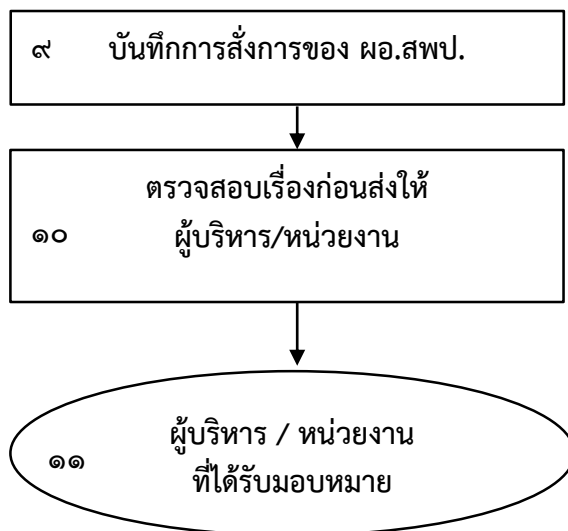 ๙ บันทึกการสั่งการของ ผอ.สพป.
ตรวจสอบเรื่องก่อนส่งให้
๑๐ ผู้บริหาร/หน่วยงาน
ผู้บริหาร / หน่วยงาน
๑๑
ที่ได้รับมอบหมาย